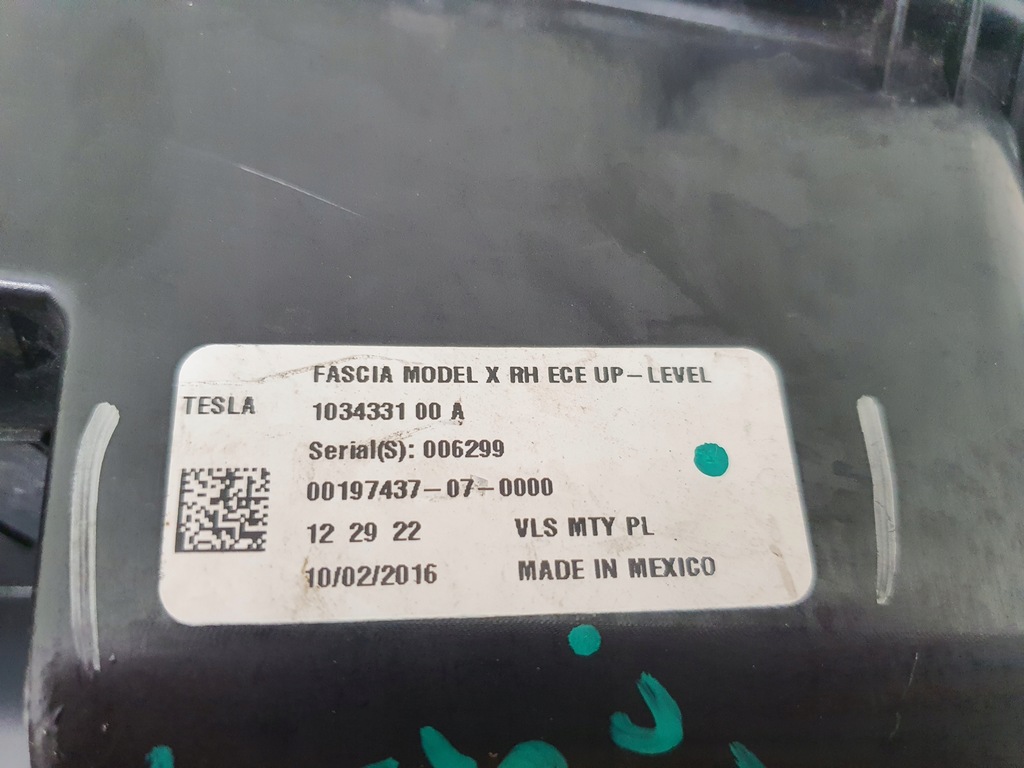 FASCIA MODEL X RH ECE UP-LEVEL
TESLA 1034331 00 A
Serial(S): 006299
00197437-07-0000
12 29 22 VLS MTY PL
10/02/2016 MADE IN MEXICO